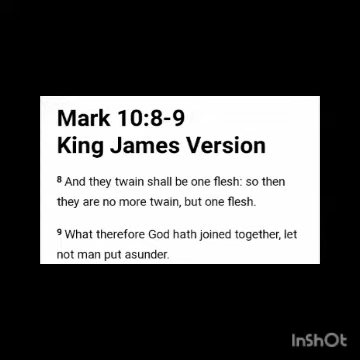 Mark 10:8-9
King James Version
8 And they twain shall be one flesh: so then
they are no more twain, but one flesh.
9 What therefore God hath joined together, let
not man put asunder.
InShOt